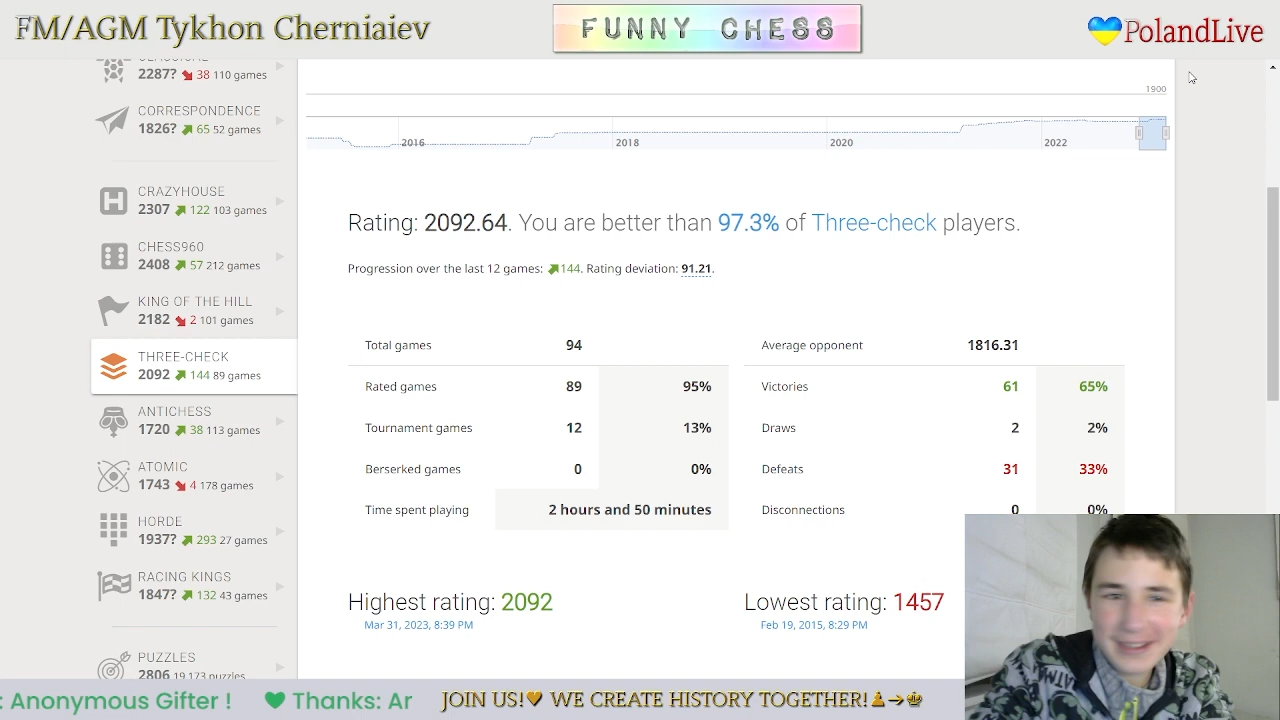 FM/AGM Tykhon Cherniaiev
FUNNY CHESS
PolandLive
CLASSICAL
2287? 38 110 games
CORRESPONDENCE
1826? 65 52 games
CRAZYHOUSE
2307 122 103 games
CHESS960
2408 57 212 games
KING OF THE HILL
2182 2 101 games
THREE-CHECK
2092 144 89 games
ANTICHESS
1720 38 113 games
ATOMIC
1743 4 178 games
HORDE
1937? 293 27 games
RACING KINGS
1847? 132 43 games
PUZZLES
2806 19,173 puzzles
1900
2016 2018 2020 2022
Rating: 2092.64. You are better than 97.3% of Three-check players.
Progression over the last 12 games: 144. Rating deviation: 91.21.
Total games 94
Rated games 89 95%
Tournament games 12 13%
Berserked games 0 0%
Time spent playing 2 hours and 50 minutes
Average opponent 1816.31
Victories 61 65%
Draws 2 2%
Defeats 31 33%
Disconnections 0 0%
Highest rating: 2092
Mar 31, 2023, 8:39 PM
Lowest rating: 1457
Feb 19, 2015, 8:29 PM
: Anonymous Gifter ! 💚 Thanks: Ar
JOIN US!🧡 WE CREATE HISTORY TOGETHER!♟→♚